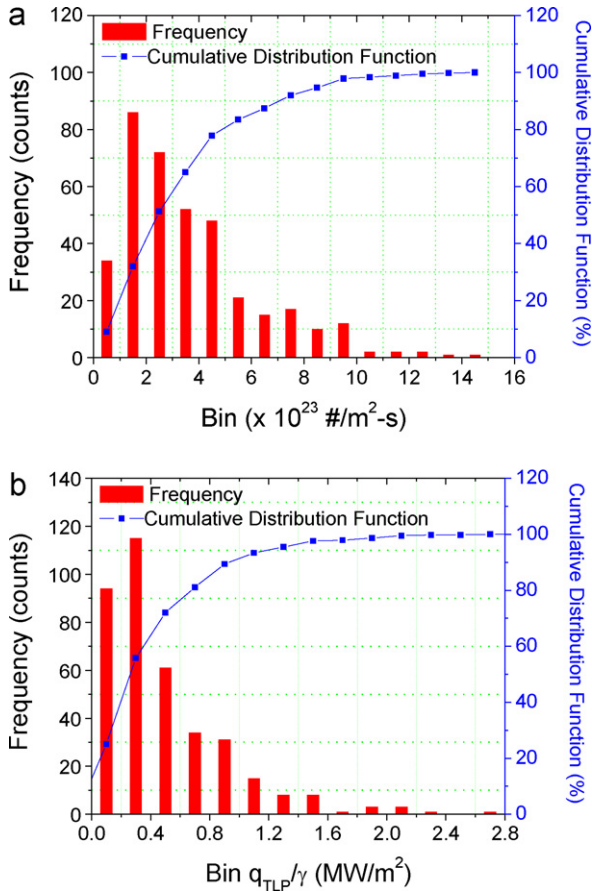 a
Frequency
Cumulative Distribution Function
120
100
80
60
40
20
0
Frequency (counts)
120
100
80
60
40
20
0
Cumulative Distribution Function (%)
0 2 4 6 8 10 12 14 16
Bin (x 10²³ #/m²-s)
b
Frequency
Cumulative Distribution Function
140
120
100
80
60
40
20
0
Frequency (counts)
120
100
80
60
40
20
0
Cumulative Distribution Function (%)
0.0 0.4 0.8 1.2 1.6 2.0 2.4 2.8
Bin q_TLP/γ (MW/m²)